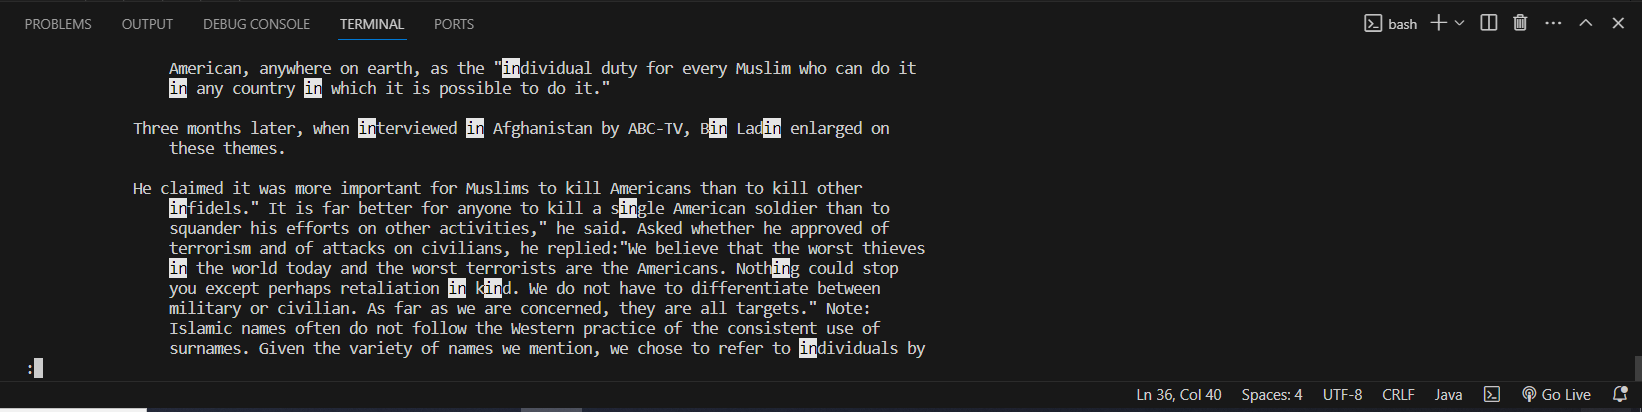 PROBLEMS OUTPUT DEBUG CONSOLE TERMINAL PORTS bash
American, anywhere on earth, as the "individual duty for every Muslim who can do it
in any country in which it is possible to do it."
Three months later, when interviewed in Afghanistan by ABC-TV, Bin Ladin enlarged on
these themes.
He claimed it was more important for Muslims to kill Americans than to kill other
infidels." It is far better for anyone to kill a single American soldier than to
squander his efforts on other activities," he said. Asked whether he approved of
terrorism and of attacks on civilians, he replied:"We believe that the worst thieves
in the world today and the worst terrorists are the Americans. Nothing could stop
you except perhaps retaliation in kind. We do not have to differentiate between
military or civilian. As far as we are concerned, they are all targets." Note:
Islamic names often do not follow the Western practice of the consistent use of
surnames. Given the variety of names we mention, we chose to refer to individuals by
:
Ln 36, Col 40 Spaces: 4 UTF-8 CRLF Java Go Live